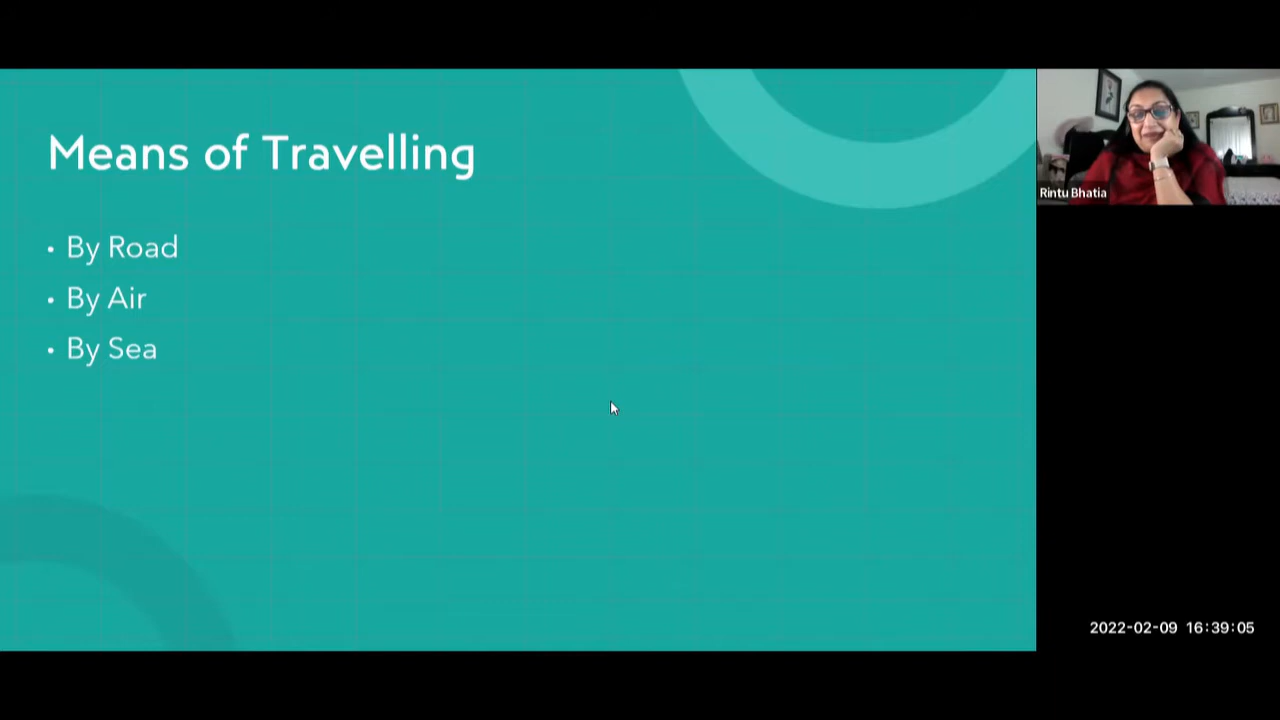 Means of Travelling
• By Road
• By Air
• By Sea
Rintu Bhatia
2022-02-09 16:39:05